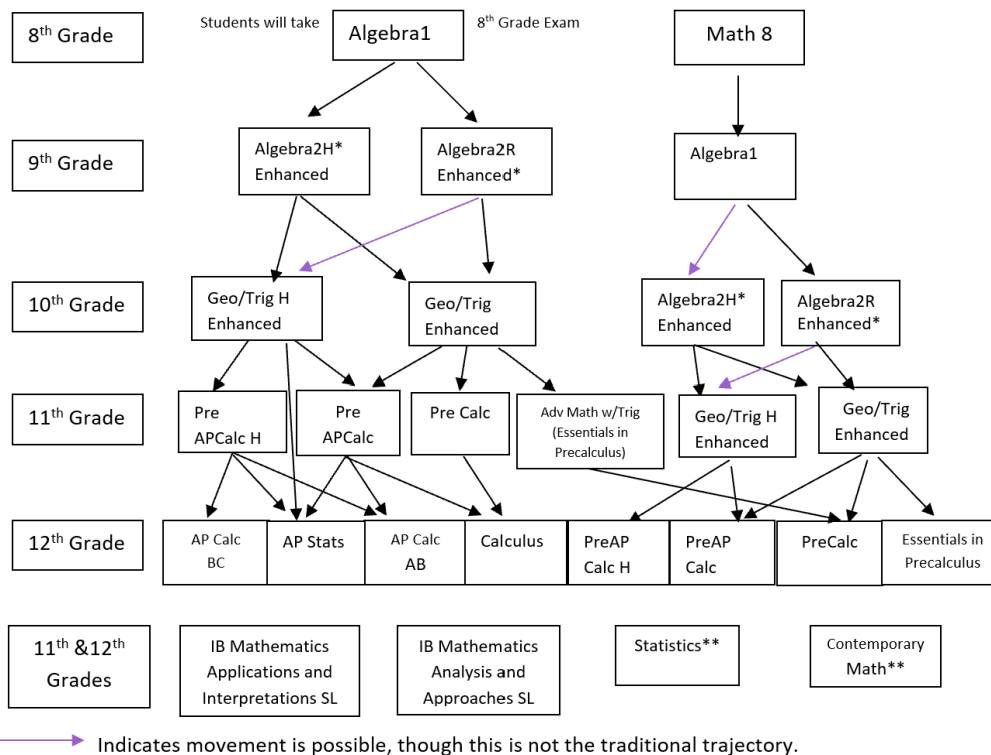 8th Grade
Students will take
Algebra1
8th Grade Exam
Math 8
9th Grade
Algebra2H*
Enhanced
Algebra2R
Enhanced*
Algebra1
10th Grade
Geo/Trig H
Enhanced
Geo/Trig
Enhanced
Algebra2H*
Enhanced
Algebra2R
Enhanced*
11th Grade
Pre
APCalc H
Pre
APCalc
Pre Calc
Adv Math w/Trig
(Essentials in
Precalculus)
Geo/Trig H
Enhanced
Geo/Trig
Enhanced
12th Grade
AP Calc
BC
AP Stats
AP Calc
AB
Calculus
PreAP
Calc H
PreAP
Calc
PreCalc
Essentials in
Precalculus
11th &12th
Grades
IB Mathematics
Applications and
Interpretations SL
IB Mathematics
Analysis and
Approaches SL
Statistics**
Contemporary
Math**
Indicates movement is possible, though this is not the traditional trajectory.